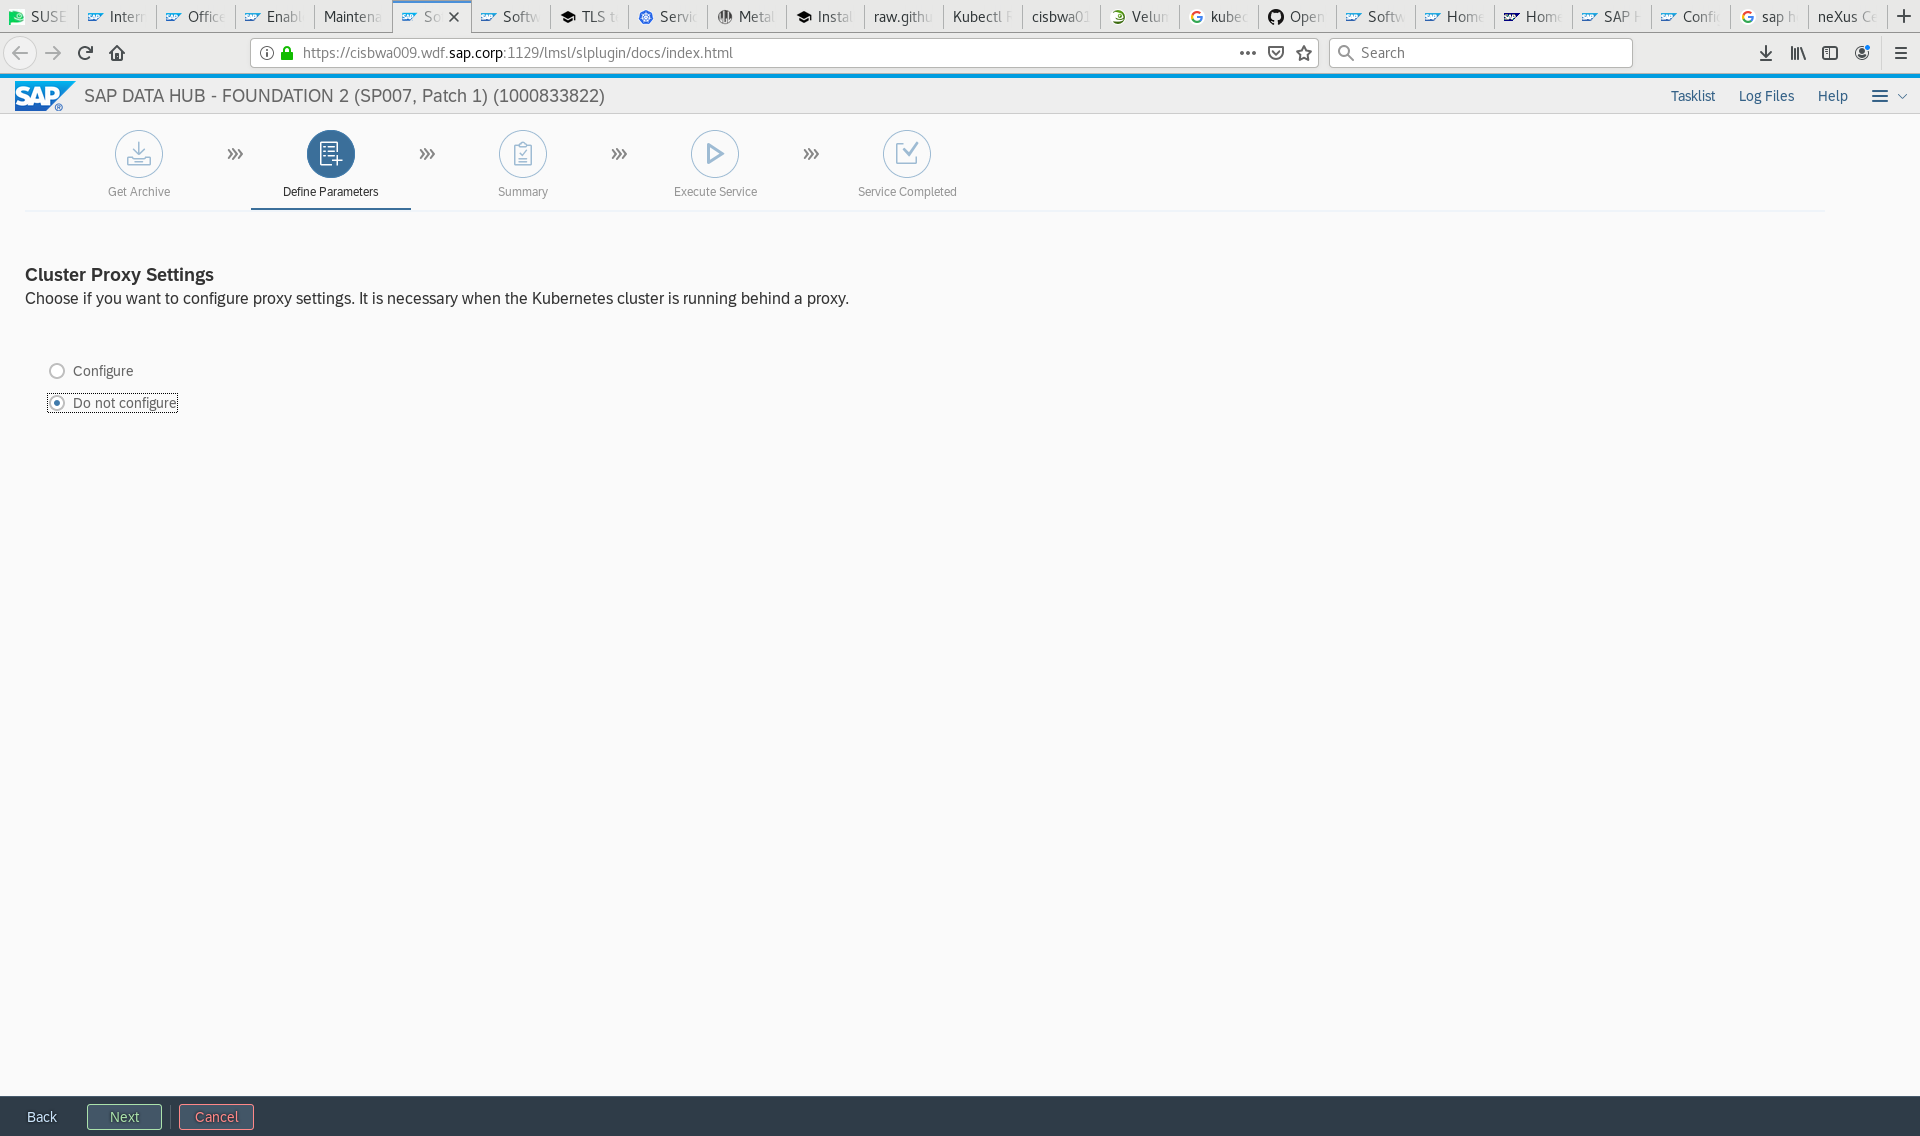 SUSE
Intern
Office
Enabl
Maintena
So
Softw
TLS t
Servic
Metal
Instal
raw.githu
Kubectl
cisbwa01
Velun
kubec
Open
Softw
Home
Home
SAP H
Config
sap h
neXus Ce
https://cisbwa009.wdf.sap.corp:1129/lmsl/slplugin/docs/index.html
Search
SAP
SAP DATA HUB - FOUNDATION 2 (SP007, Patch 1) (1000833822)
Tasklist
Log Files
Help
Get Archive
Define Parameters
Summary
Execute Service
Service Completed
Cluster Proxy Settings
Choose if you want to configure proxy settings. It is necessary when the Kubernetes cluster is running behind a proxy.
Configure
Do not configure
Back
Next
Cancel